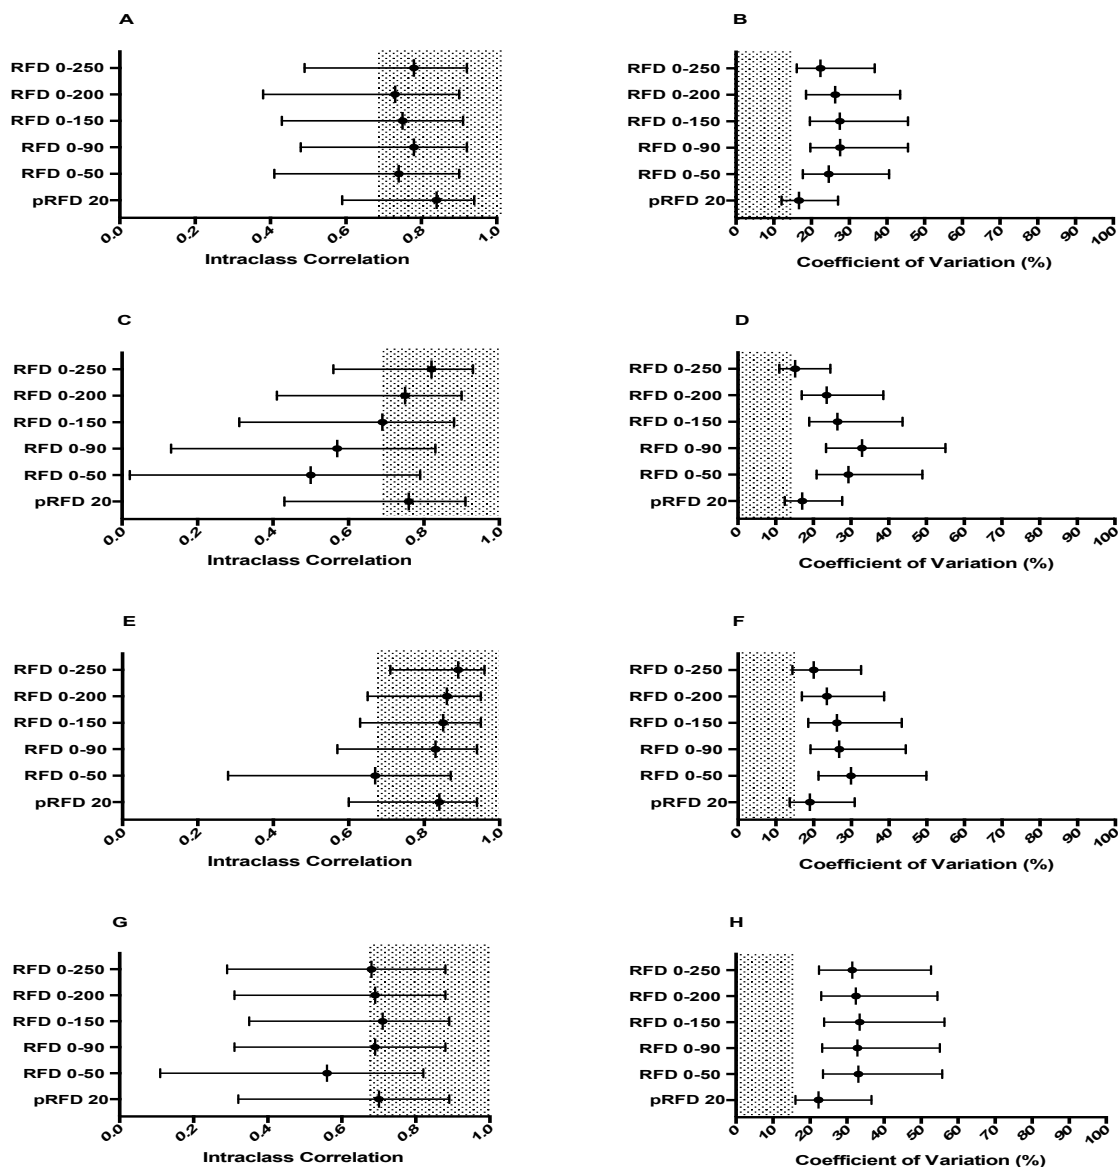 A
RFD 0-250
RFD 0-200
RFD 0-150
RFD 0-90
RFD 0-50
pRFD 20
0.0 0.2 0.4 0.6 0.8 1.0
Intraclass Correlation
B
RFD 0-250
RFD 0-200
RFD 0-150
RFD 0-90
RFD 0-50
pRFD 20
0 10 20 30 40 50 60 70 80 90 100
Coefficient of Variation (%)
C
RFD 0-250
RFD 0-200
RFD 0-150
RFD 0-90
RFD 0-50
pRFD 20
0.0 0.2 0.4 0.6 0.8 1.0
Intraclass Correlation
D
RFD 0-250
RFD 0-200
RFD 0-150
RFD 0-90
RFD 0-50
pRFD 20
0 10 20 30 40 50 60 70 80 90 100
Coefficient of Variation (%)
E
RFD 0-250
RFD 0-200
RFD 0-150
RFD 0-90
RFD 0-50
pRFD 20
0.0 0.2 0.4 0.6 0.8 1.0
Intraclass Correlation
F
RFD 0-250
RFD 0-200
RFD 0-150
RFD 0-90
RFD 0-50
pRFD 20
0 10 20 30 40 50 60 70 80 90 100
Coefficient of Variation (%)
G
RFD 0-250
RFD 0-200
RFD 0-150
RFD 0-90
RFD 0-50
pRFD 20
0.0 0.2 0.4 0.6 0.8 1.0
Intraclass Correlation
H
RFD 0-250
RFD 0-200
RFD 0-150
RFD 0-90
RFD 0-50
pRFD 20
0 10 20 30 40 50 60 70 80 90 100
Coefficient of Variation (%)